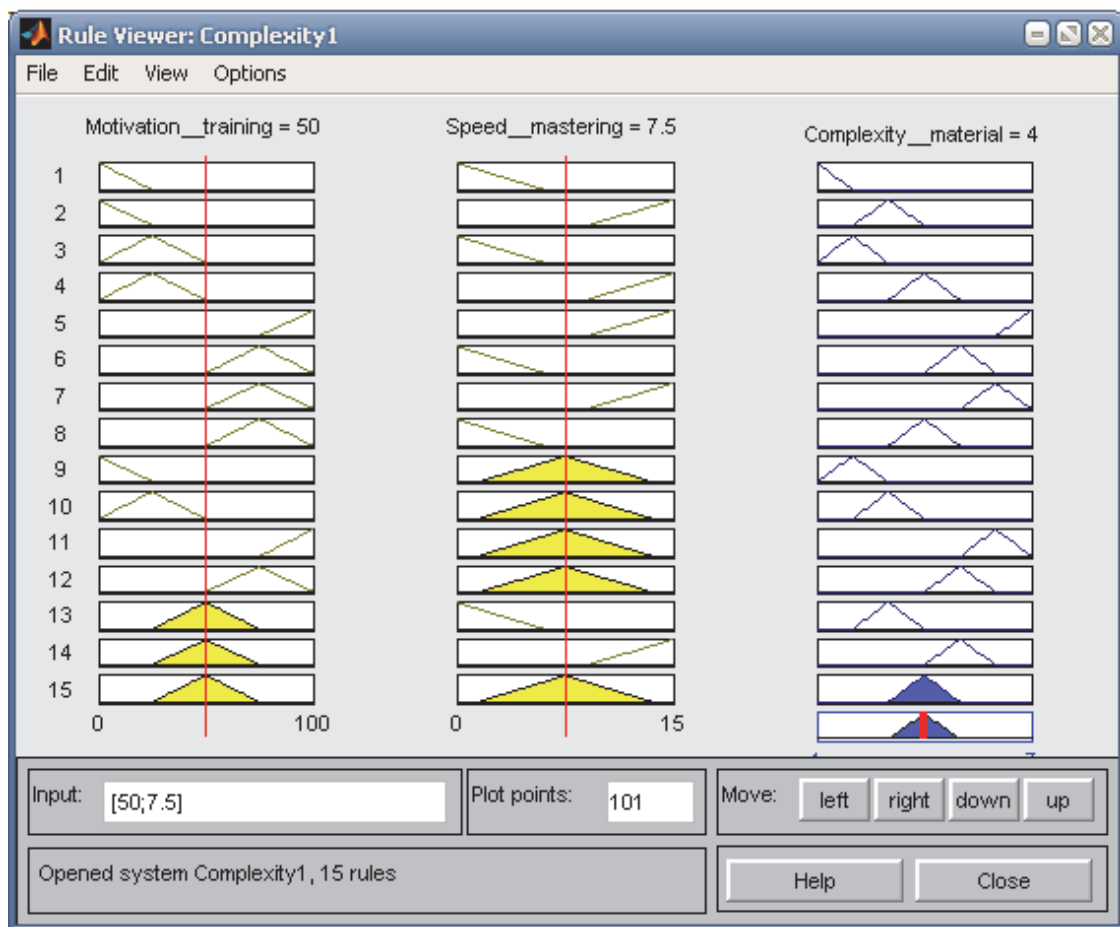 Rule Viewer: Complexity1
File Edit View Options
Motivation__training = 50 Speed__mastering = 7.5 Complexity__material = 4
1
2
3
4
5
6
7
8
9
10
11
12
13
14
15
0 100 0 15
Input: [50;7.5] Plot points: 101 Move: left right down up
Opened system Complexity1, 15 rules Help Close